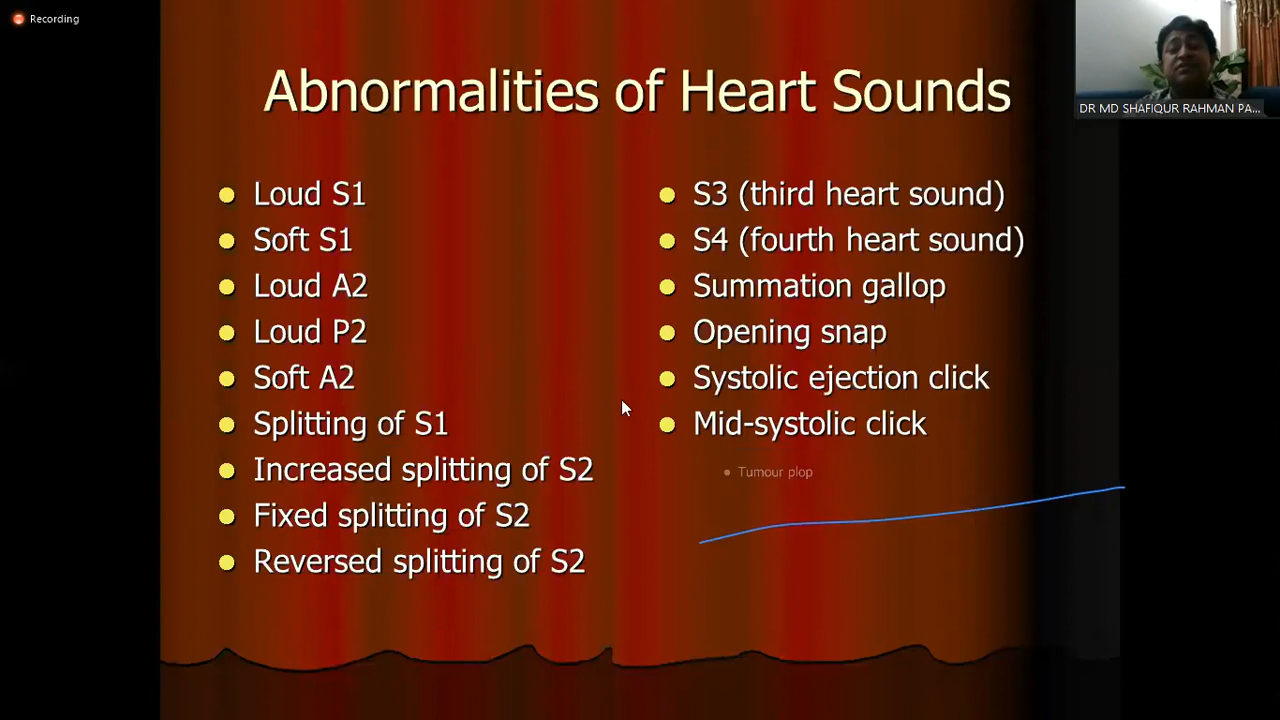 Recording
DR MD SHAFIQUR RAHMAN PA...
Abnormalities of Heart Sounds
Loud S1
Soft S1
Loud A2
Loud P2
Soft A2
Splitting of S1
Increased splitting of S2
Fixed splitting of S2
Reversed splitting of S2
S3 (third heart sound)
S4 (fourth heart sound)
Summation gallop
Opening snap
Systolic ejection click
Mid-systolic click
Tumour plop